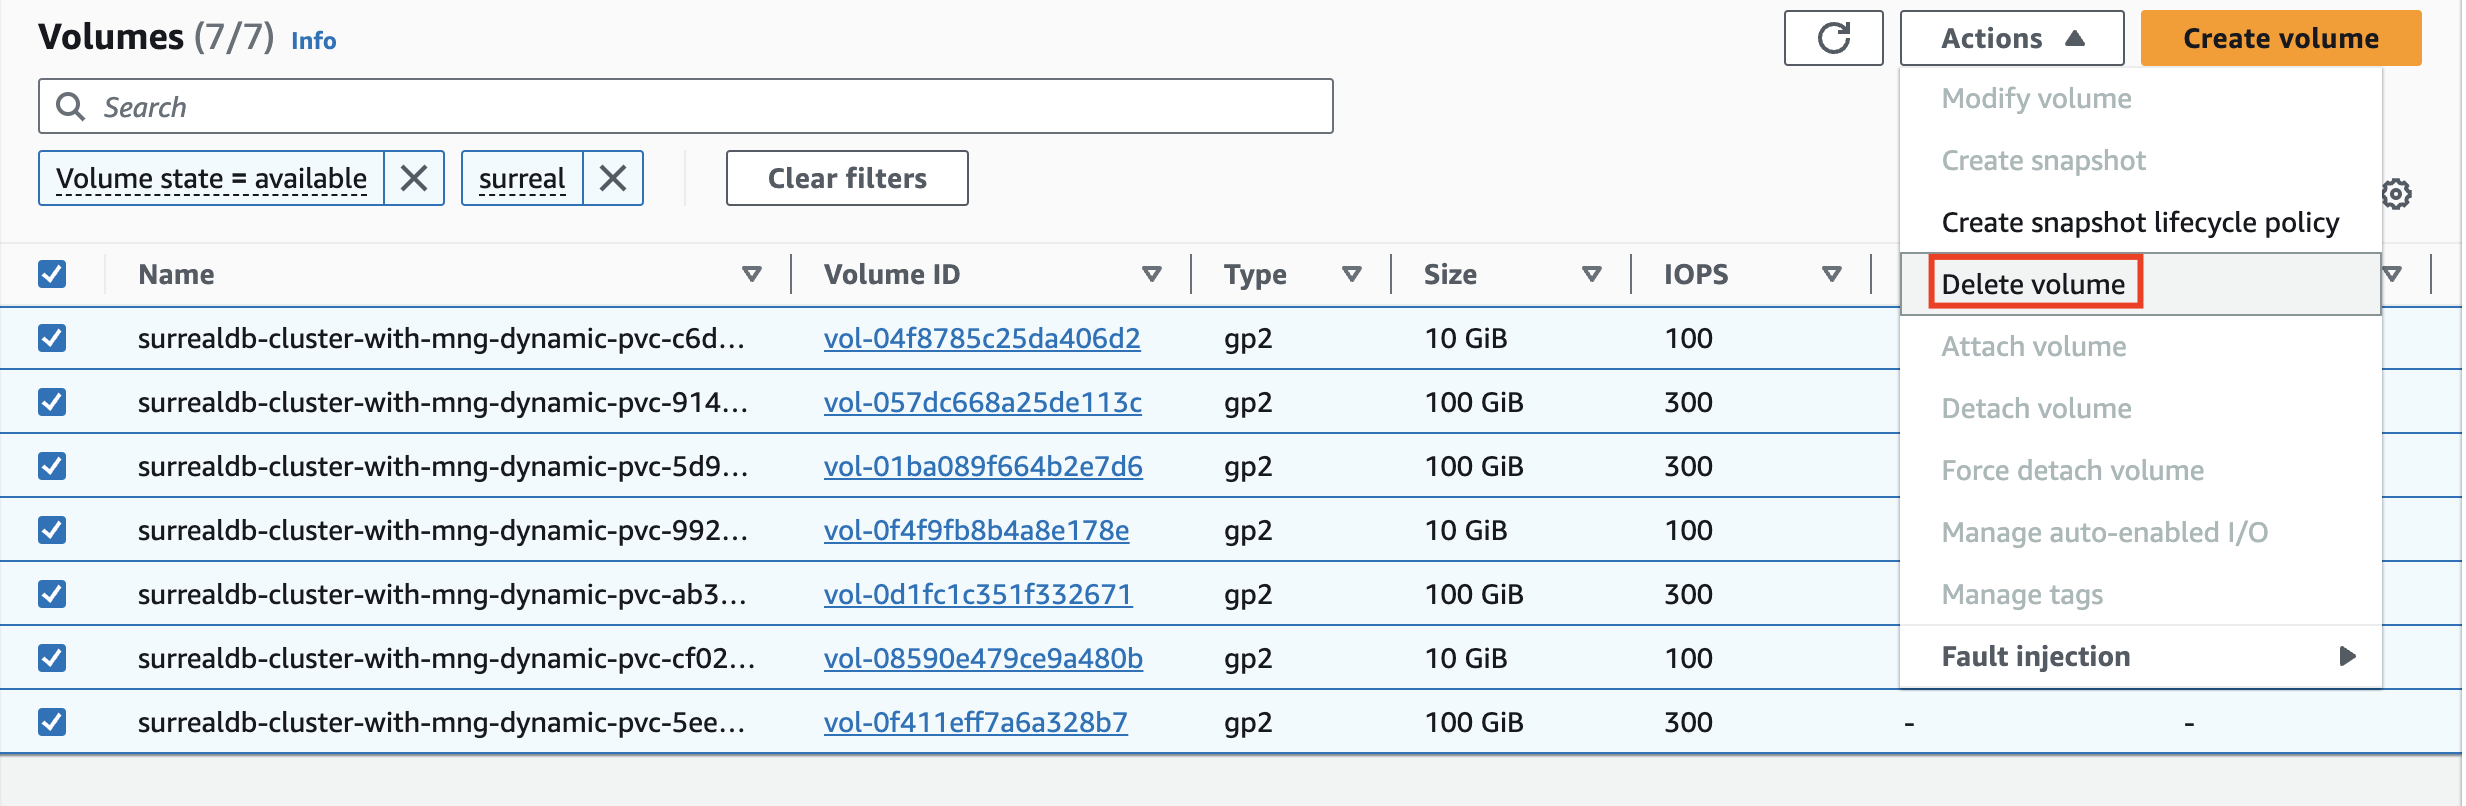 Volumes (7/7) Info
Actions
Create volume
Search
Volume state = available
surreal
Clear filters
Modify volume
Create snapshot
Create snapshot lifecycle policy
Delete volume
Attach volume
Detach volume
Force detach volume
Manage auto-enabled I/O
Manage tags
Fault injection
Name Volume ID Type Size IOPS
surrealdb-cluster-with-mng-dynamic-pvc-c6d... vol-04f8785c25da406d2 gp2 10 GiB 100
surrealdb-cluster-with-mng-dynamic-pvc-914... vol-057dc668a25de113c gp2 100 GiB 300
surrealdb-cluster-with-mng-dynamic-pvc-5d9... vol-01ba089f664b2e7d6 gp2 100 GiB 300
surrealdb-cluster-with-mng-dynamic-pvc-992... vol-0f4f9fb8b4a8e178e gp2 10 GiB 100
surrealdb-cluster-with-mng-dynamic-pvc-ab3... vol-0d1fc1c351f332671 gp2 100 GiB 300
surrealdb-cluster-with-mng-dynamic-pvc-cf02... vol-08590e479ce9a480b gp2 10 GiB 100
surrealdb-cluster-with-mng-dynamic-pvc-5ee... vol-0f411eff7a6a328b7 gp2 100 GiB 300 - -